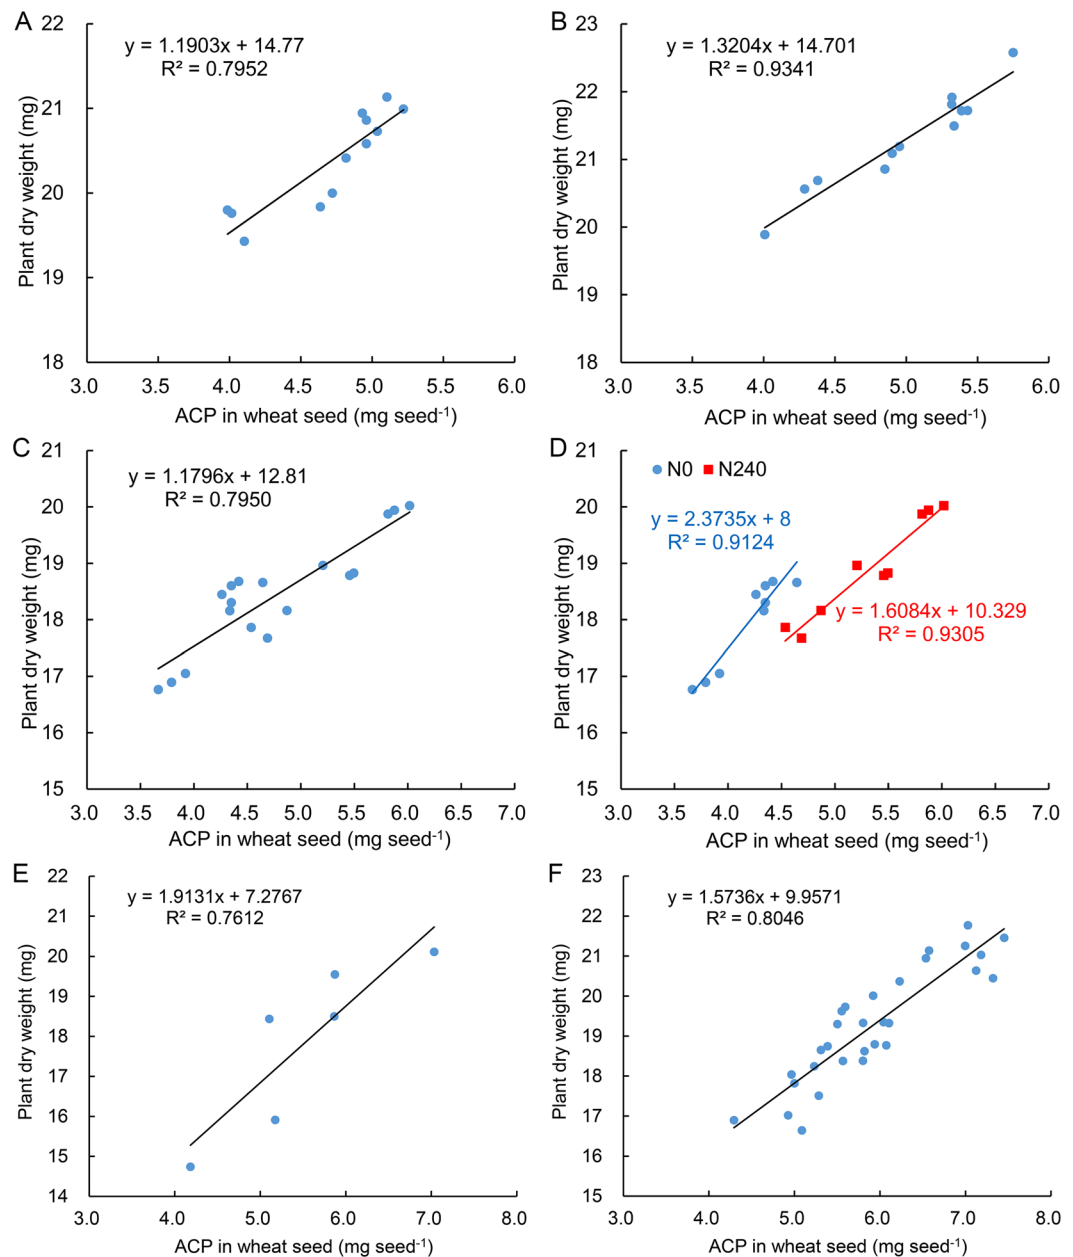 A
y = 1.1903x + 14.77
R² = 0.7952
Plant dry weight (mg)
22
21
20
19
18
3.0 3.5 4.0 4.5 5.0 5.5 6.0
ACP in wheat seed (mg seed⁻¹)
B
y = 1.3204x + 14.701
R² = 0.9341
Plant dry weight (mg)
23
22
21
20
19
18
3.0 4.0 5.0 5.5 6.0
ACP in wheat seed (mg seed⁻¹)
C
y = 1.1796x + 12.81
R² = 0.7950
Plant dry weight (mg)
21
20
19
18
17
16
15
3.0 3.5 4.0 4.5 5.0 5.5 6.0 7.0
ACP in wheat seed (mg seed⁻¹)
D
N0 N240
y = 2.3735x + 8
R² = 0.9124
y = 1.6084x + 10.329
R² = 0.9305
Plant dry weight (mg)
21
20
19
18
17
16
15
3.0 3.5 4.0 4.5 5.0 5.5 6.0 7.0
ACP in wheat seed (mg seed⁻¹)
E
y = 1.9131x + 7.2767
R² = 0.7612
Plant dry weight (mg)
22
21
20
19
18
17
16
15
14
3.0 4.0 5.0 6.0 7.0 8.0
ACP in wheat seed (mg seed⁻¹)
F
y = 1.5736x + 9.9571
R² = 0.8046
Plant dry weight (mg)
23
22
21
20
19
18
17
16
15
3.0 4.0 5.0 6.0 7.0 8.0
ACP in wheat seed (mg seed⁻¹)